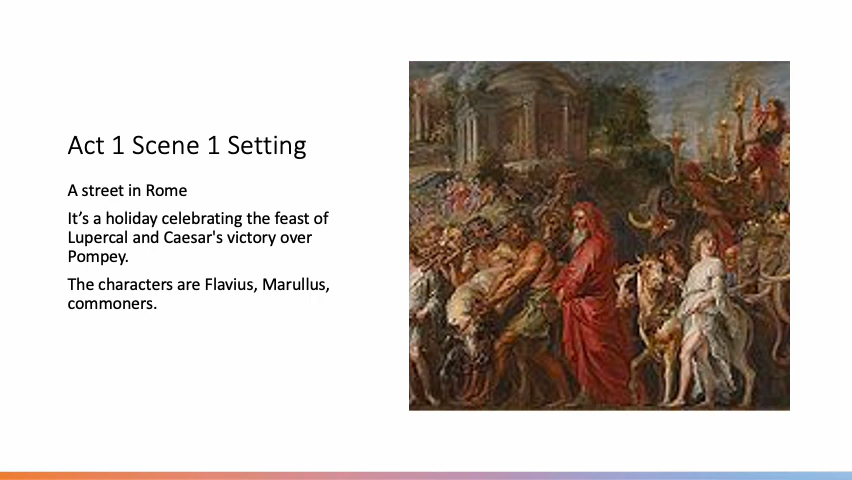 Act 1 Scene 1 Setting
A street in Rome
It’s a holiday celebrating the feast of
Lupercal and Caesar's victory over
Pompey.
The characters are Flavius, Marullus,
commoners.